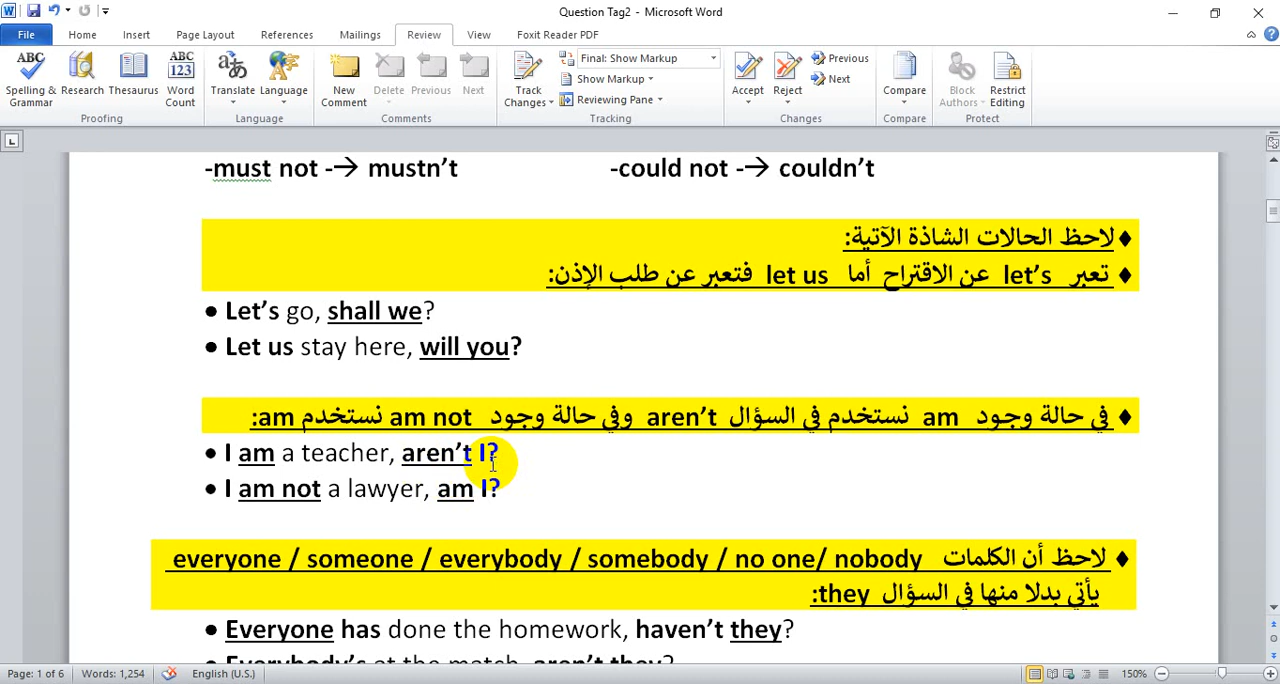 Question Tag2 - Microsoft Word
File Home Insert Page Layout References Mailings Review View Foxit Reader PDF
Spelling & Grammar
Research
Thesaurus
Word Count
Translate
Language
New Comment
Delete
Previous
Next
Track Changes
Final: Show Markup
Show Markup
Reviewing Pane
Accept
Reject
Previous
Next
Compare
Block Authors
Restrict Editing
Proofing Language Comments Tracking Changes Compare Protect
-must not -→ mustn't -could not -→ couldn't
♦ لاحظ الحالات الشاذة الآتية:
♦ تعبر let's عن الاقتراح أما let us فتعبر عن طلب الإذن:
• Let's go, shall we?
• Let us stay here, will you?
♦ في حالة وجود am نستخدم في السؤال aren't وفي حالة وجود am not نستخدم am:
• I am a teacher, aren't I?
• I am not a lawyer, am I?
♦ لاحظ أن الكلمات everyone / someone / everybody / somebody / no one/ nobody
يأتي بدلا منها في السؤال they:
• Everyone has done the homework, haven't they?
• Everybody's at the match, aren't they?
Page: 1 of 6 Words: 1,254 English (U.S.) 150%